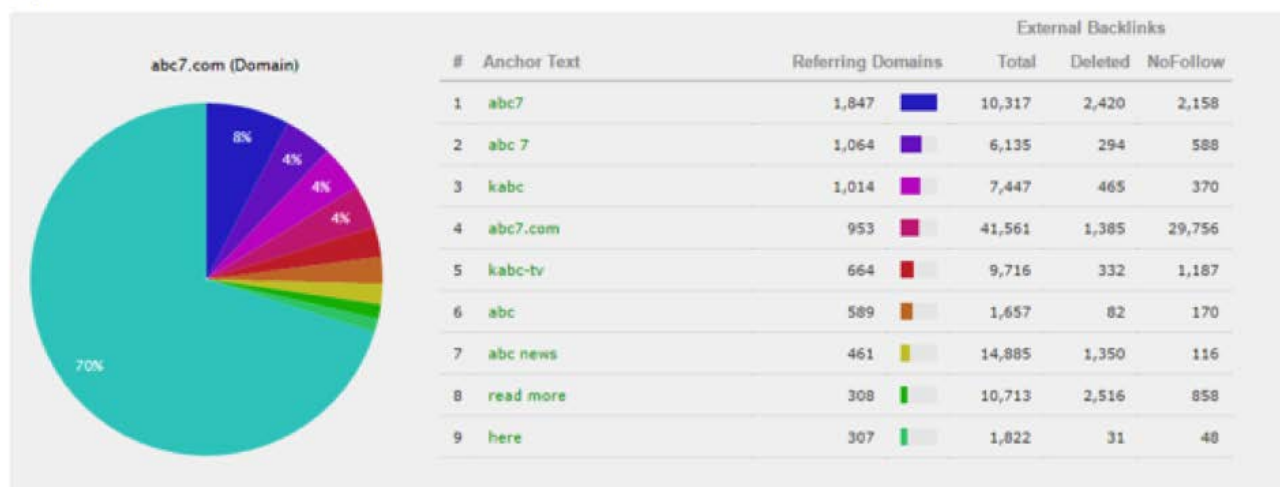 abc7.com (Domain)
8%
4%
4%
4%
70%
External Backlinks
# Anchor Text Referring Domains Total Deleted NoFollow
1 abc7 1,847 10,317 2,420 2,158
2 abc 7 1,064 6,135 294 588
3 kabc 1,014 7,447 465 370
4 abc7.com 953 41,561 1,385 29,756
5 kabc-tv 664 9,716 332 1,187
6 abc 589 1,657 82 170
7 abc news 461 14,885 1,350 116
8 read more 308 10,713 2,516 858
9 here 307 1,822 31 48